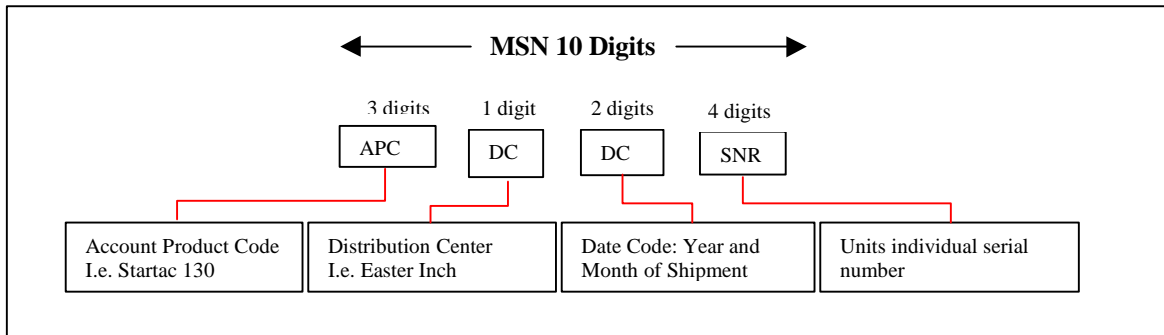 MSN 10 Digits
3 digits 1 digit 2 digits 4 digits
APC DC DC SNR
Account Product Code
I.e. Startac 130
Distribution Center
I.e. Easter Inch
Date Code: Year and
Month of Shipment
Units individual serial
number